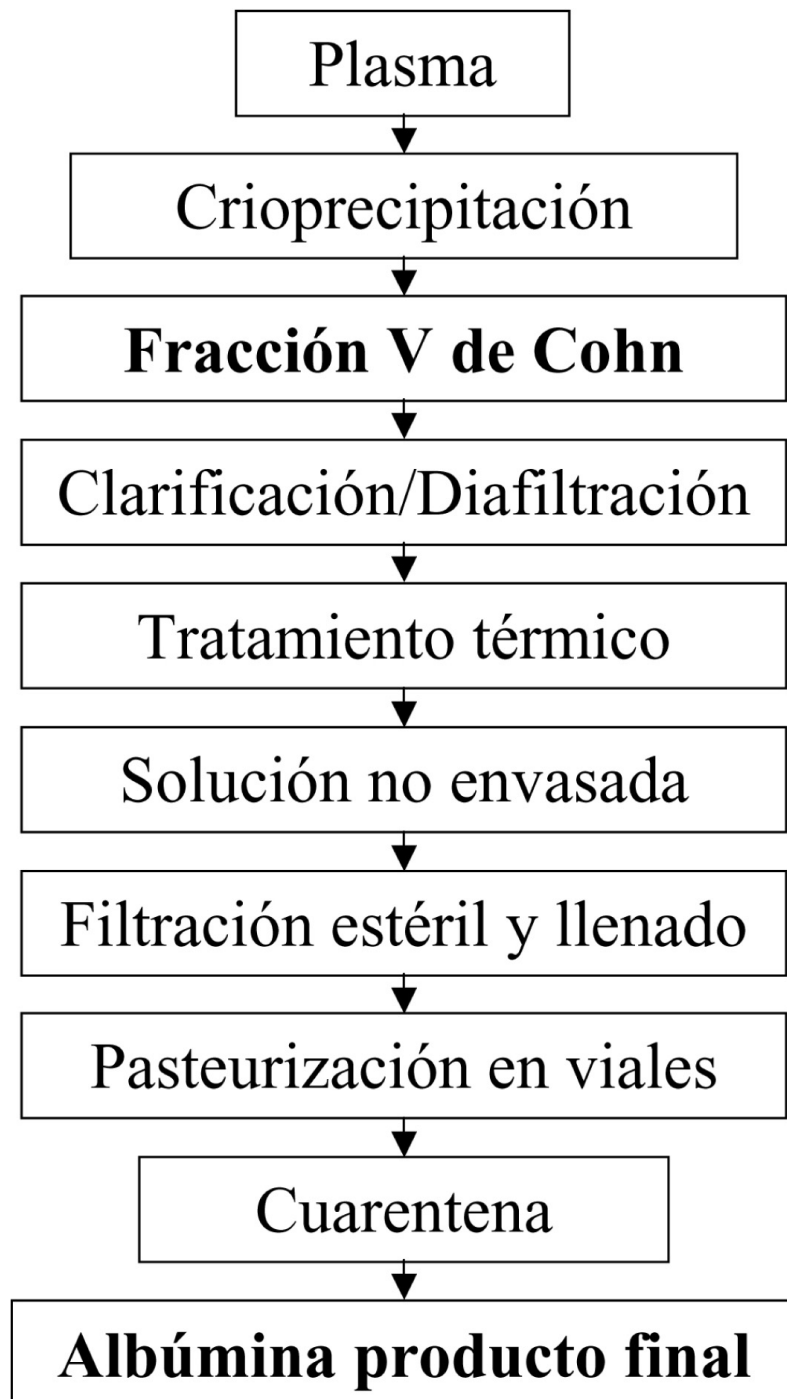 Plasma
Crioprecipitación
Fracción V de Cohn
Clarificación/Diafiltración
Tratamiento térmico
Solución no envasada
Filtración estéril y llenado
Pasteurización en viales
Cuarentena
Albúmina producto final